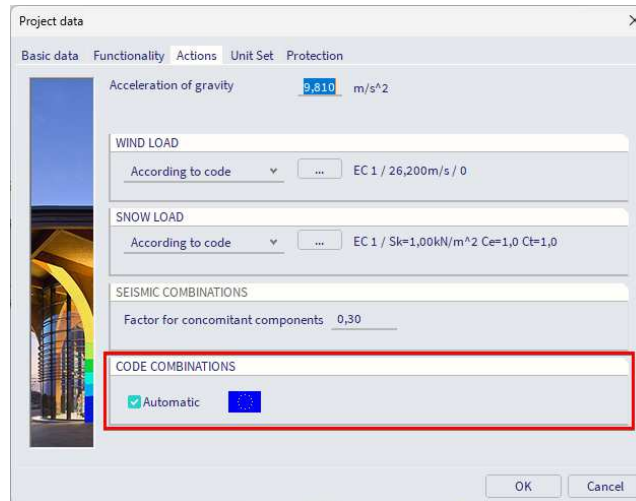 Project data
Basic data Functionality Actions Unit Set Protection
Acceleration of gravity 9,810 m/s^2
WIND LOAD
According to code ... EC 1 / 26,200m/s / 0
SNOW LOAD
According to code ... EC 1 / Sk=1,00kN/m^2 Ce=1,0 Ct=1,0
SEISMIC COMBINATIONS
Factor for concomitant components 0,30
CODE COMBINATIONS
Automatic
OK Cancel